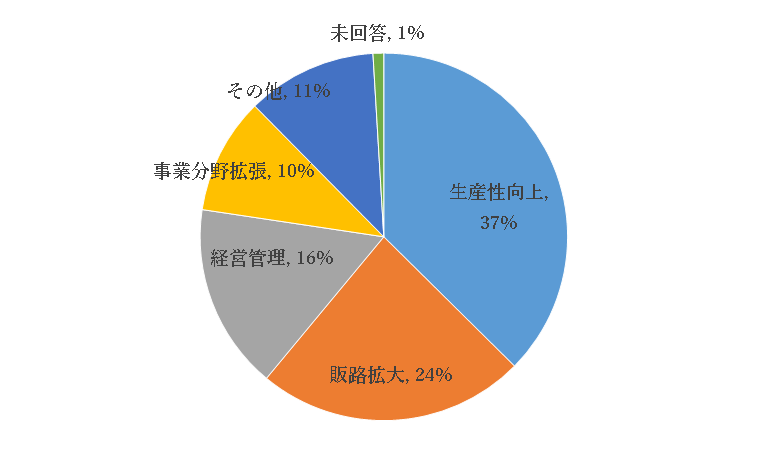 未回答, 1%
その他, 11%
事業分野拡張, 10%
生産性向上,
37%
経営管理, 16%
販路拡大, 24%